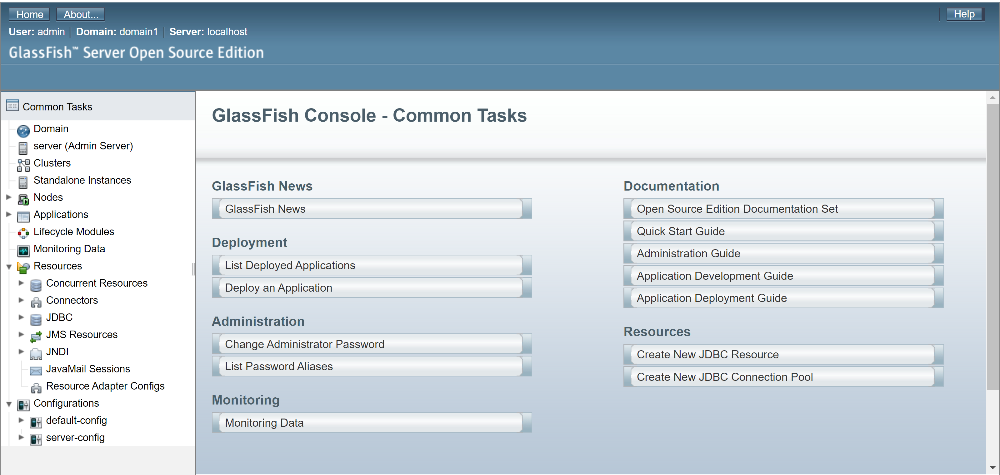 Home About... Help
User: admin Domain: domain1 Server: localhost
GlassFish™ Server Open Source Edition
Common Tasks
Domain
server (Admin Server)
Clusters
Standalone Instances
Nodes
Applications
Lifecycle Modules
Monitoring Data
Resources
Concurrent Resources
Connectors
JDBC
JMS Resources
JNDI
JavaMail Sessions
Resource Adapter Configs
Configurations
default-config
server-config
GlassFish Console - Common Tasks
GlassFish News
GlassFish News
Deployment
List Deployed Applications
Deploy an Application
Administration
Change Administrator Password
List Password Aliases
Monitoring
Monitoring Data
Documentation
Open Source Edition Documentation Set
Quick Start Guide
Administration Guide
Application Development Guide
Application Deployment Guide
Resources
Create New JDBC Resource
Create New JDBC Connection Pool